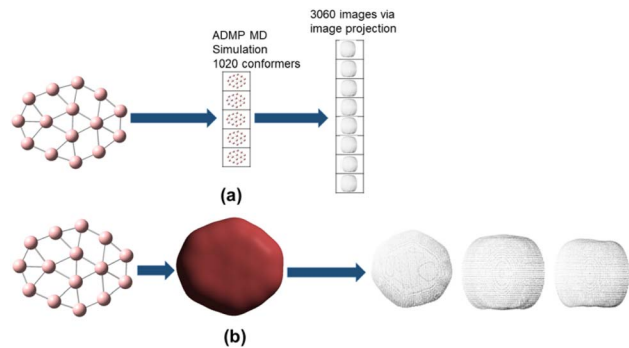 ADMP MD
Simulation
1020 conformers
3060 images via
image projection
(a)
(b)